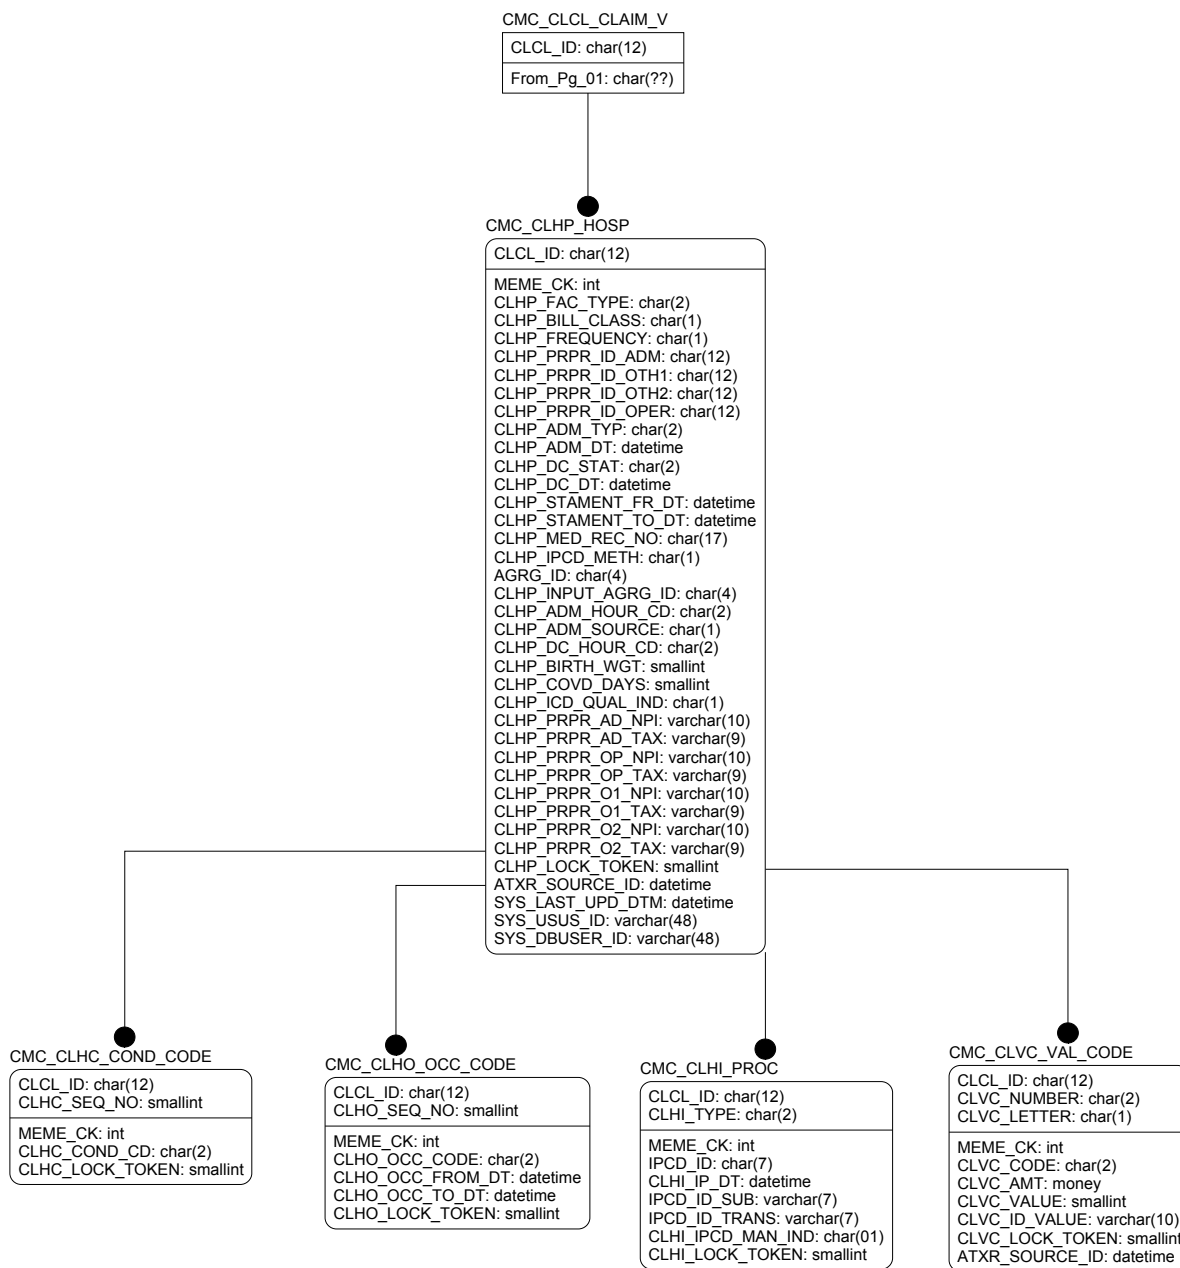 CMC_CLCL_CLAIM_V
CLCL_ID: char(12)
From_Pg_01: char(??)
CMC_CLHP_HOSP
CLCL_ID: char(12)
MEME_CK: int
CLHP_FAC_TYPE: char(2)
CLHP_BILL_CLASS: char(1)
CLHP_FREQUENCY: char(1)
CLHP_PRPR_ID_ADM: char(12)
CLHP_PRPR_ID_OTH1: char(12)
CLHP_PRPR_ID_OTH2: char(12)
CLHP_PRPR_ID_OPER: char(12)
CLHP_ADM_TYP: char(2)
CLHP_ADM_DT: datetime
CLHP_DC_STAT: char(2)
CLHP_DC_DT: datetime
CLHP_STAMENT_FR_DT: datetime
CLHP_STAMENT_TO_DT: datetime
CLHP_MED_REC_NO: char(17)
CLHP_IPCD_METH: char(1)
AGRG_ID: char(4)
CLHP_INPUT_AGRG_ID: char(4)
CLHP_ADM_HOUR_CD: char(2)
CLHP_ADM_SOURCE: char(1)
CLHP_DC_HOUR_CD: char(2)
CLHP_BIRTH_WGT: smallint
CLHP_COVD_DAYS: smallint
CLHP_ICD_QUAL_IND: char(1)
CLHP_PRPR_AD_NPI: varchar(10)
CLHP_PRPR_AD_TAX: varchar(9)
CLHP_PRPR_OP_NPI: varchar(10)
CLHP_PRPR_OP_TAX: varchar(9)
CLHP_PRPR_O1_NPI: varchar(10)
CLHP_PRPR_O1_TAX: varchar(9)
CLHP_PRPR_O2_NPI: varchar(10)
CLHP_PRPR_O2_TAX: varchar(9)
CLHP_LOCK_TOKEN: smallint
ATXR_SOURCE_ID: datetime
SYS_LAST_UPD_DTM: datetime
SYS_USUS_ID: varchar(48)
SYS_DBUSER_ID: varchar(48)
CMC_CLHC_COND_CODE
CLCL_ID: char(12)
CLHC_SEQ_NO: smallint
MEME_CK: int
CLHC_COND_CD: char(2)
CLHC_LOCK_TOKEN: smallint
CMC_CLHO_OCC_CODE
CLCL_ID: char(12)
CLHO_SEQ_NO: smallint
MEME_CK: int
CLHO_OCC_CODE: char(2)
CLHO_OCC_FROM_DT: datetime
CLHO_OCC_TO_DT: datetime
CLHO_LOCK_TOKEN: smallint
CMC_CLHI_PROC
CLCL_ID: char(12)
CLHI_TYPE: char(2)
MEME_CK: int
IPCD_ID: char(7)
CLHI_IP_DT: datetime
IPCD_ID_SUB: varchar(7)
IPCD_ID_TRANS: varchar(7)
CLHI_IPCD_MAN_IND: char(01)
CLHI_LOCK_TOKEN: smallint
CMC_CLVC_VAL_CODE
CLCL_ID: char(12)
CLVC_NUMBER: char(2)
CLVC_LETTER: char(1)
MEME_CK: int
CLVC_CODE: char(2)
CLVC_AMT: money
CLVC_VALUE: smallint
CLVC_ID_VALUE: varchar(10)
CLVC_LOCK_TOKEN: smallint
ATXR_SOURCE_ID: datetime